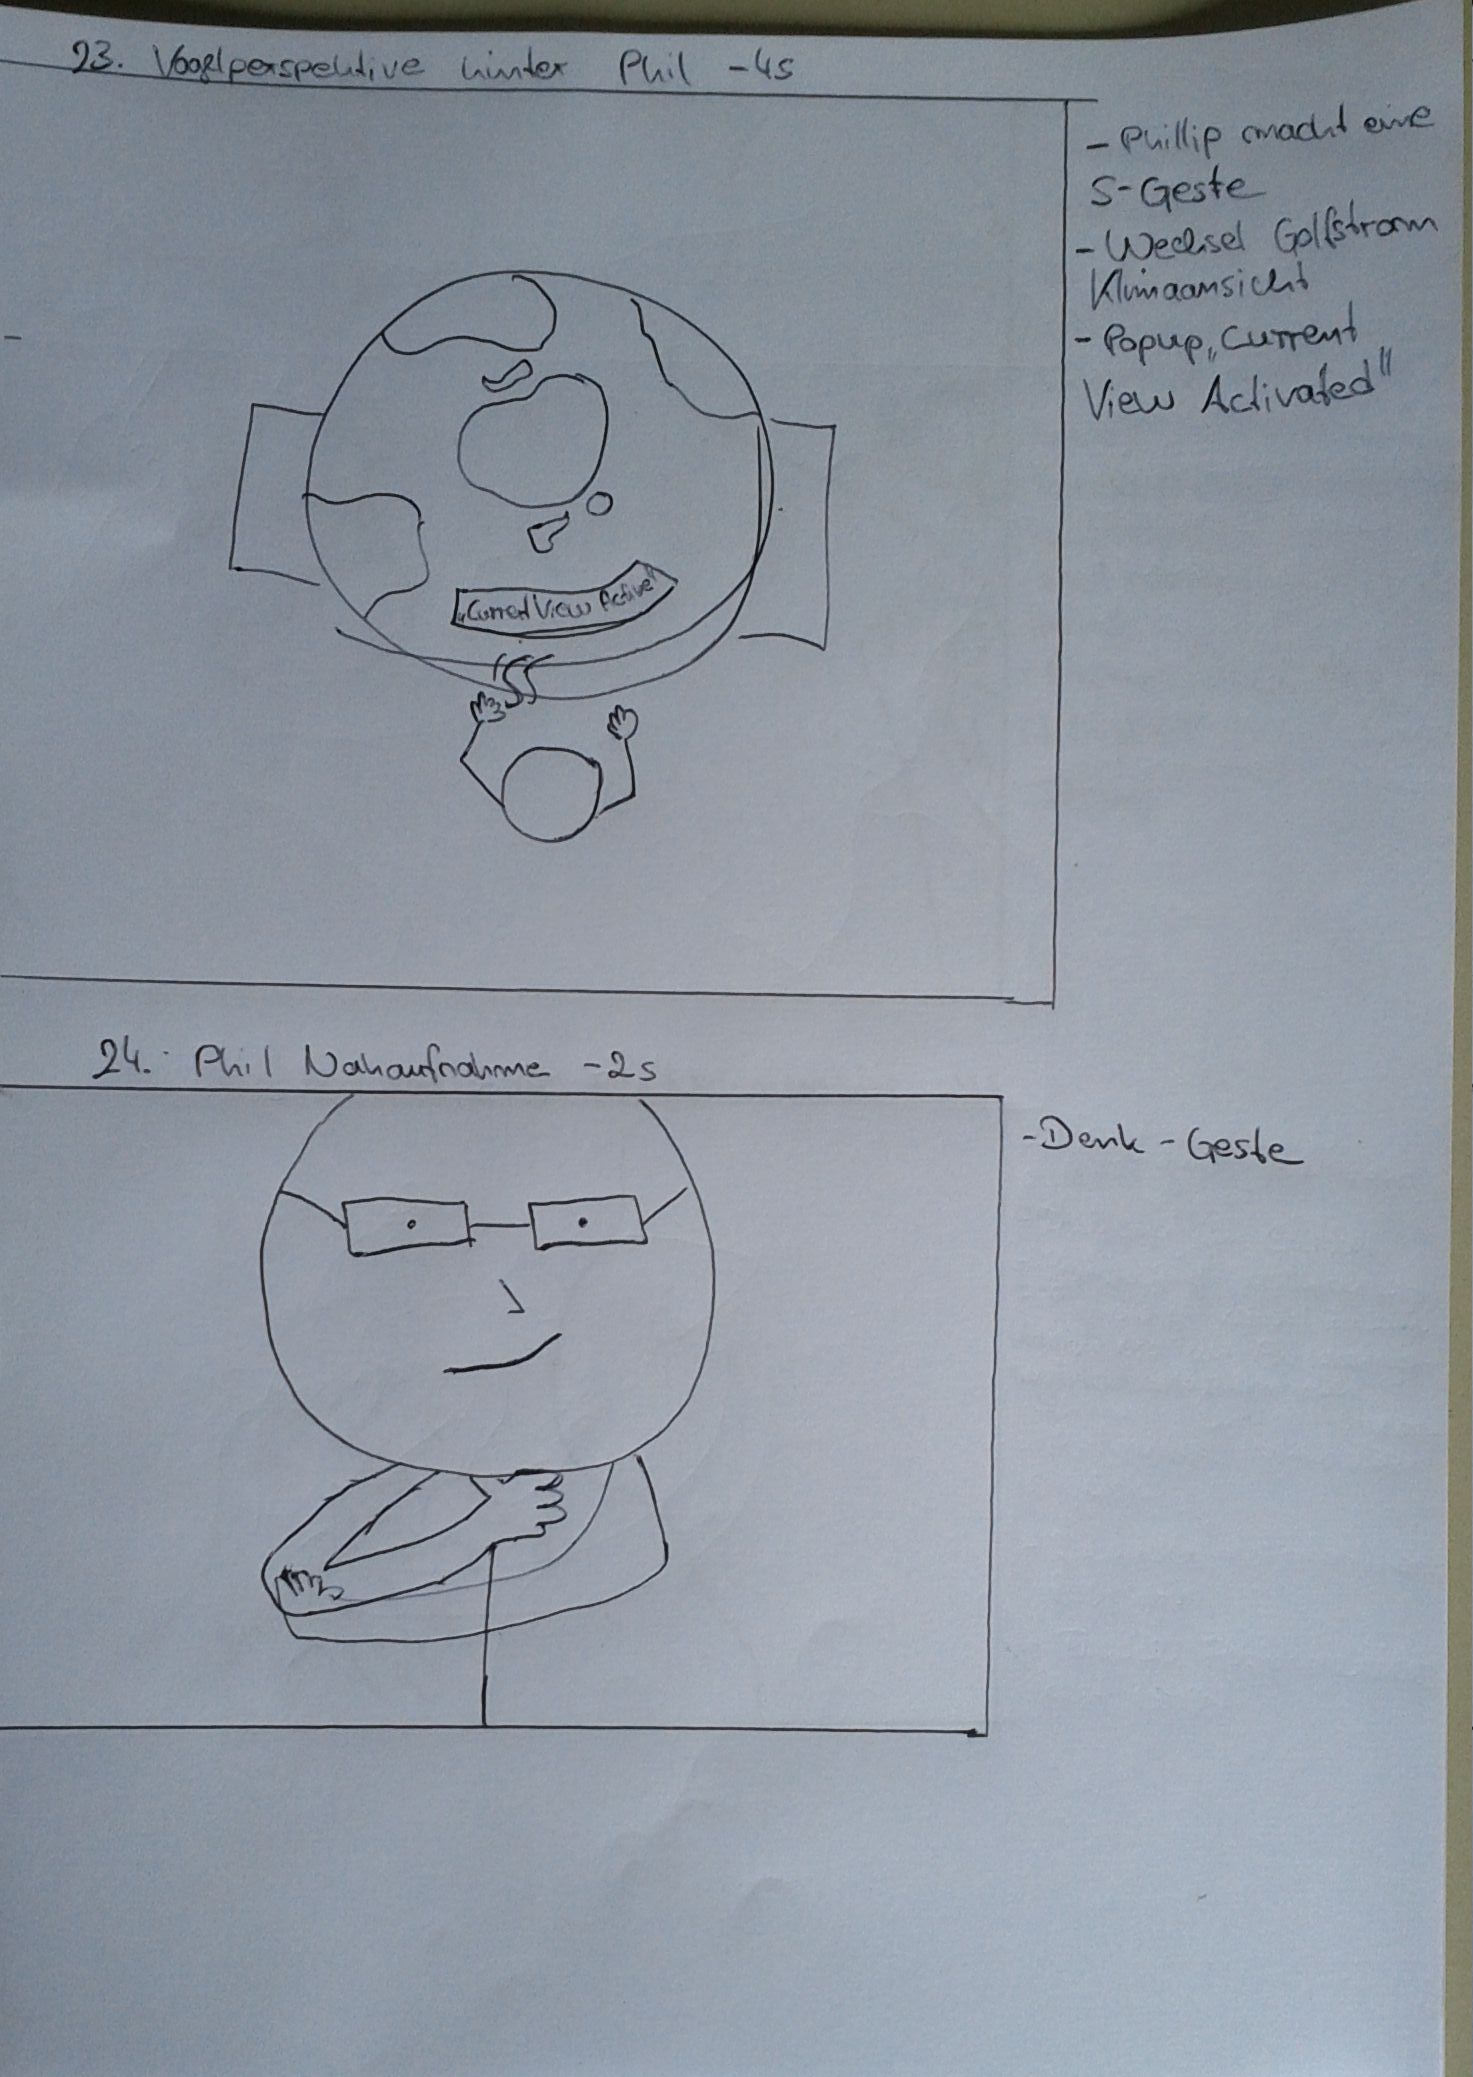 23. Vogelperspektive hinter Phil -4s
- Phillip macht eine
S-Geste
- Wechsel Golfstrom
Klimaansicht
- Popup „Current
View Activated"
„Current View Active"
24. Phil Nahaufnahme -2s
- Denk - Geste